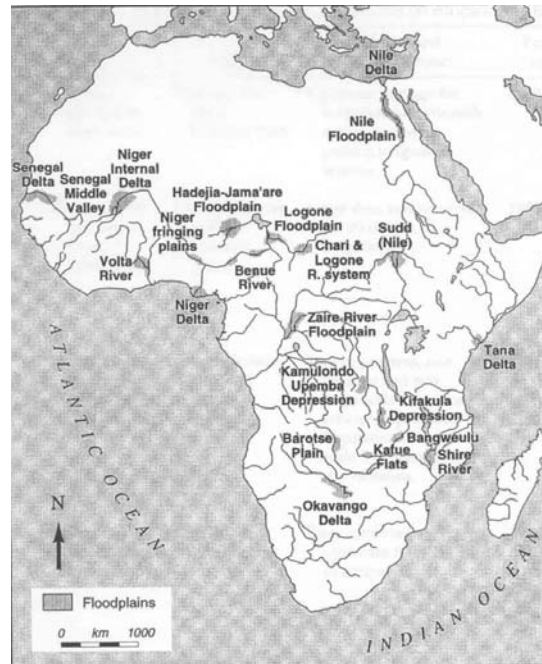 Nile
Delta
Nile
Floodplain
Senegal
Delta
Senegal
Middle
Valley
Niger
Internal
Delta
Hadejia-Jama'are
Floodplain
Niger
fringing
plains
Logone
Floodplain
Chari &
Logone
R. system
Sudd
(Nile)
Volta
River
Benue
River
Niger
Delta
Zaïre River
Floodplain
Tana
Delta
Kamulondo
Upemba
Depression
Kifakula
Depression
Bangweulu
Barotse
Plain
Kafue
Flats
Shire
River
Okavango
Delta
ATLANTIC OCEAN
INDIAN OCEAN
N
Floodplains
0 km 1000